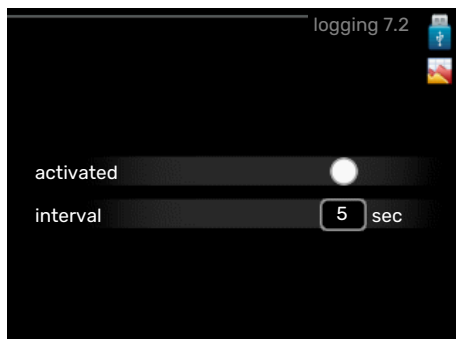 logging 7.2
activated
interval 5 sec